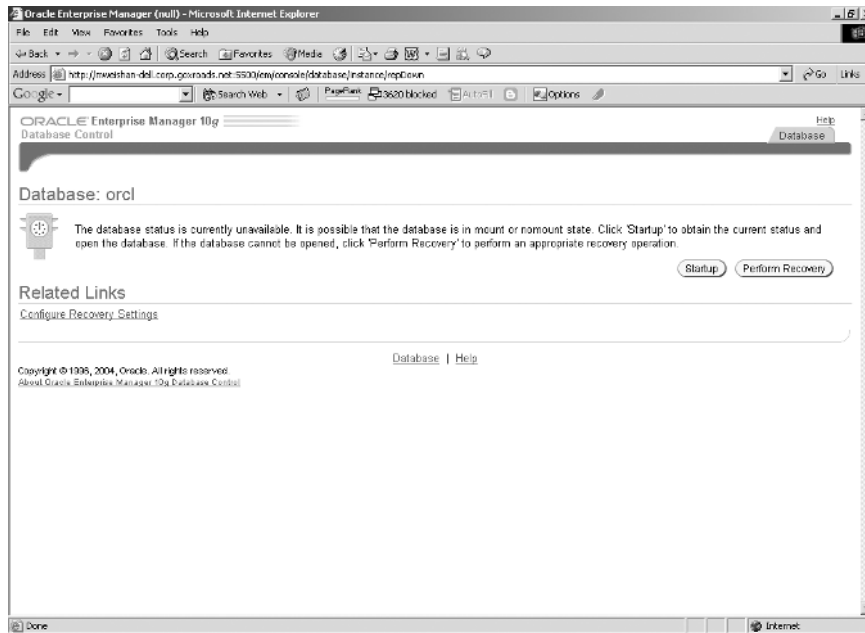 Oracle Enterprise Manager (null) - Microsoft Internet Explorer
File Edit View Favorites Tools Help
Back Search Favorites Media
Address http://mweishan-dell.corp.goxroads.net:5500/em/console/database/instance/repDown Go Links
Google Search Web PageRank 3620 blocked AutoFill Options
ORACLE Enterprise Manager 10g Help
Database Control Database
Database: orcl
The database status is currently unavailable. It is possible that the database is in mount or nomount state. Click 'Startup' to obtain the current status and
open the database. If the database cannot be opened, click 'Perform Recovery' to perform an appropriate recovery operation.
Startup Perform Recovery
Related Links
Configure Recovery Settings
Database | Help
Copyright © 1996, 2004, Oracle. All rights reserved.
About Oracle Enterprise Manager 10g Database Control
Done Internet